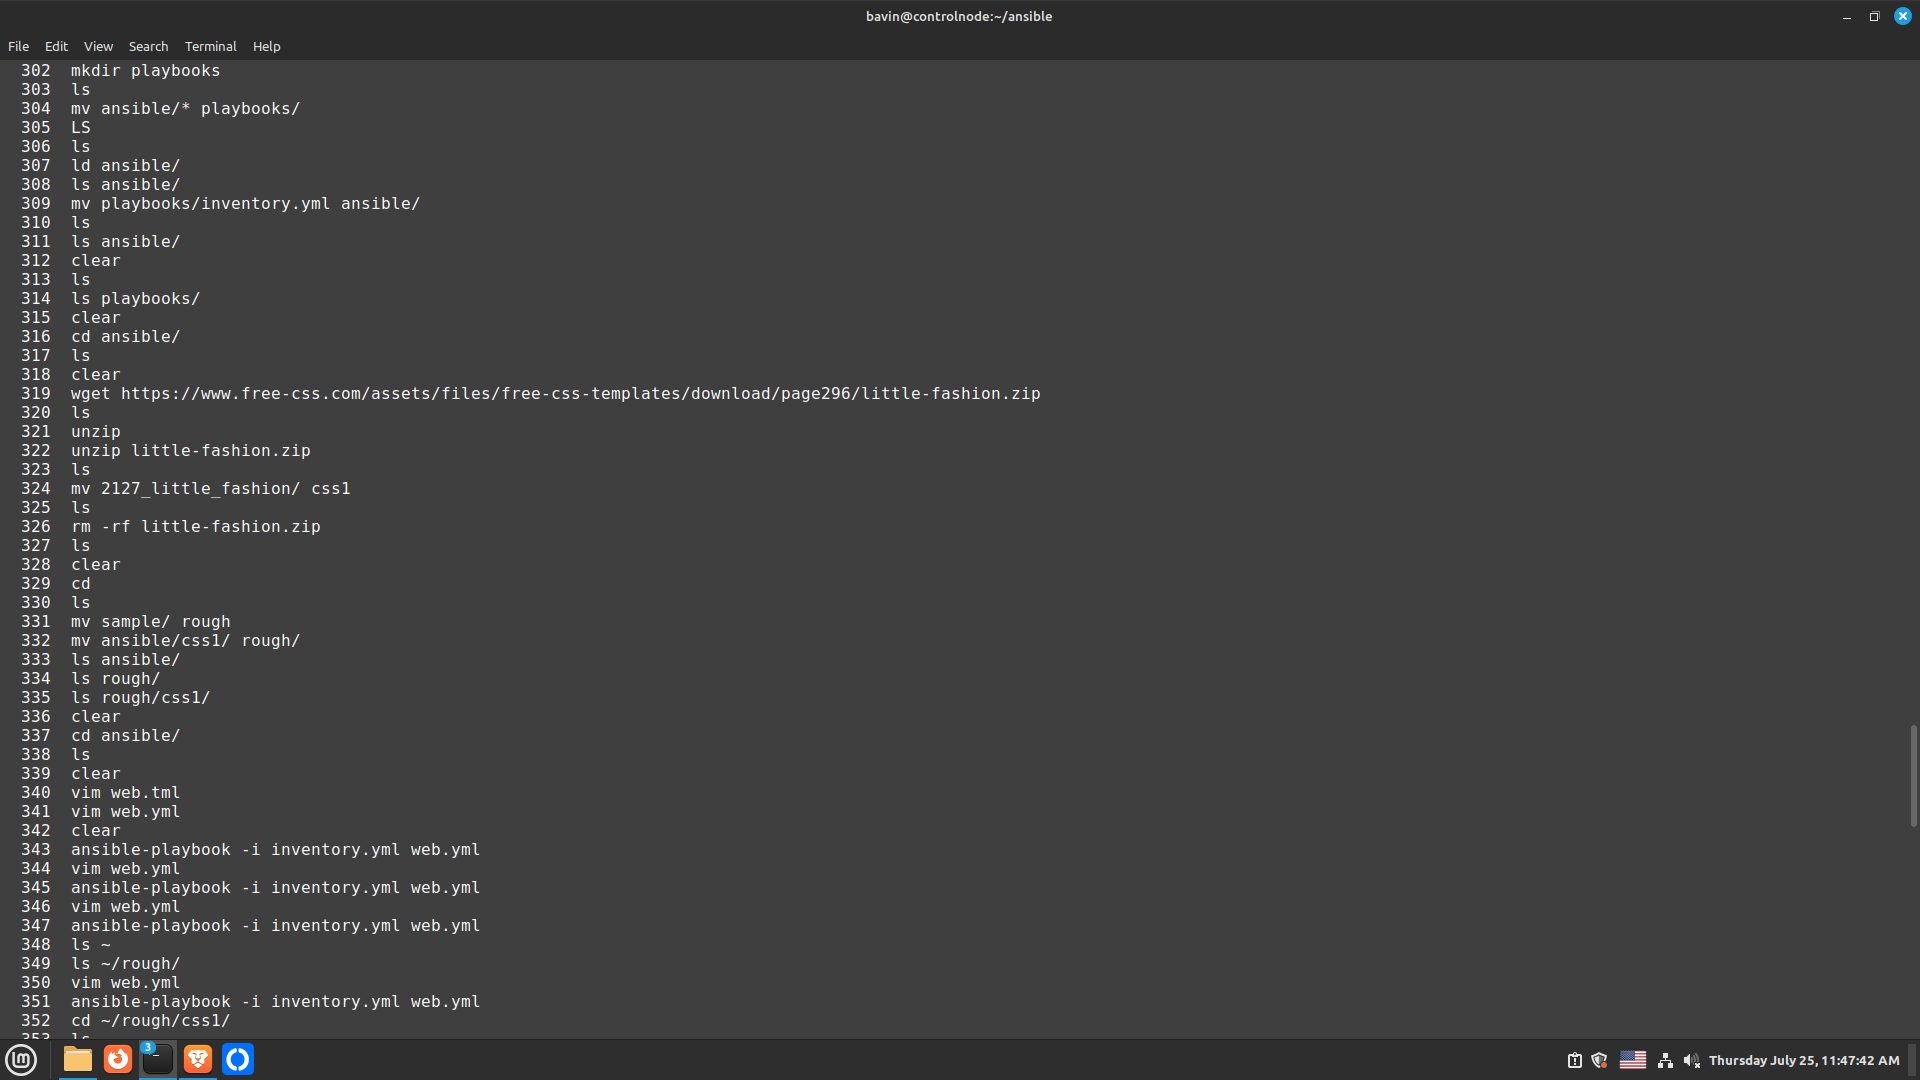 bavin@controlnode:~/ansible
File Edit View Search Terminal Help
302 mkdir playbooks
303 ls
304 mv ansible/* playbooks/
305 LS
306 ls
307 ld ansible/
308 ls ansible/
309 mv playbooks/inventory.yml ansible/
310 ls
311 ls ansible/
312 clear
313 ls
314 ls playbooks/
315 clear
316 cd ansible/
317 ls
318 clear
319 wget https://www.free-css.com/assets/files/free-css-templates/download/page296/little-fashion.zip
320 ls
321 unzip
322 unzip little-fashion.zip
323 ls
324 mv 2127_little_fashion/ css1
325 ls
326 rm -rf little-fashion.zip
327 ls
328 clear
329 cd
330 ls
331 mv sample/ rough
332 mv ansible/css1/ rough/
333 ls ansible/
334 ls rough/
335 ls rough/css1/
336 clear
337 cd ansible/
338 ls
339 clear
340 vim web.tml
341 vim web.yml
342 clear
343 ansible-playbook -i inventory.yml web.yml
344 vim web.yml
345 ansible-playbook -i inventory.yml web.yml
346 vim web.yml
347 ansible-playbook -i inventory.yml web.yml
348 ls ~
349 ls ~/rough/
350 vim web.yml
351 ansible-playbook -i inventory.yml web.yml
352 cd ~/rough/css1/
353 ls
3
Thursday July 25, 11:47:42 AM